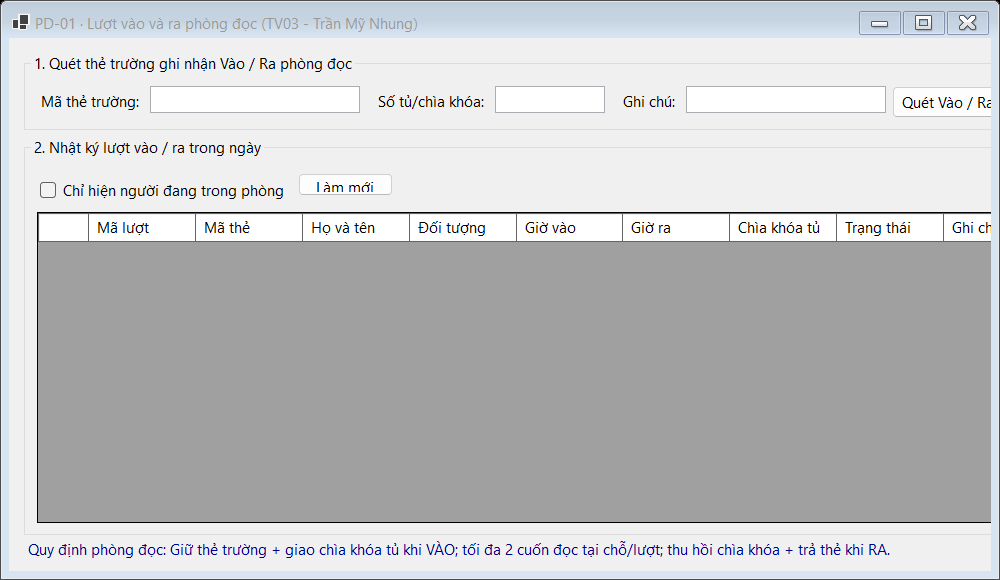 PD-01 · Lượt vào và ra phòng đọc (TV03 - Trần Mỹ Nhung)
1. Quét thẻ trường ghi nhận Vào / Ra phòng đọc
Mã thẻ trường: Số tủ/chìa khóa: Ghi chú: Quét Vào / Ra
2. Nhật ký lượt vào / ra trong ngày
Chỉ hiện người đang trong phòng Làm mới
Mã lượt Mã thẻ Họ và tên Đối tượng Giờ vào Giờ ra Chìa khóa tủ Trạng thái Ghi ch
Quy định phòng đọc: Giữ thẻ trường + giao chìa khóa tủ khi VÀO; tối đa 2 cuốn đọc tại chỗ/lượt; thu hồi chìa khóa + trả thẻ khi RA.